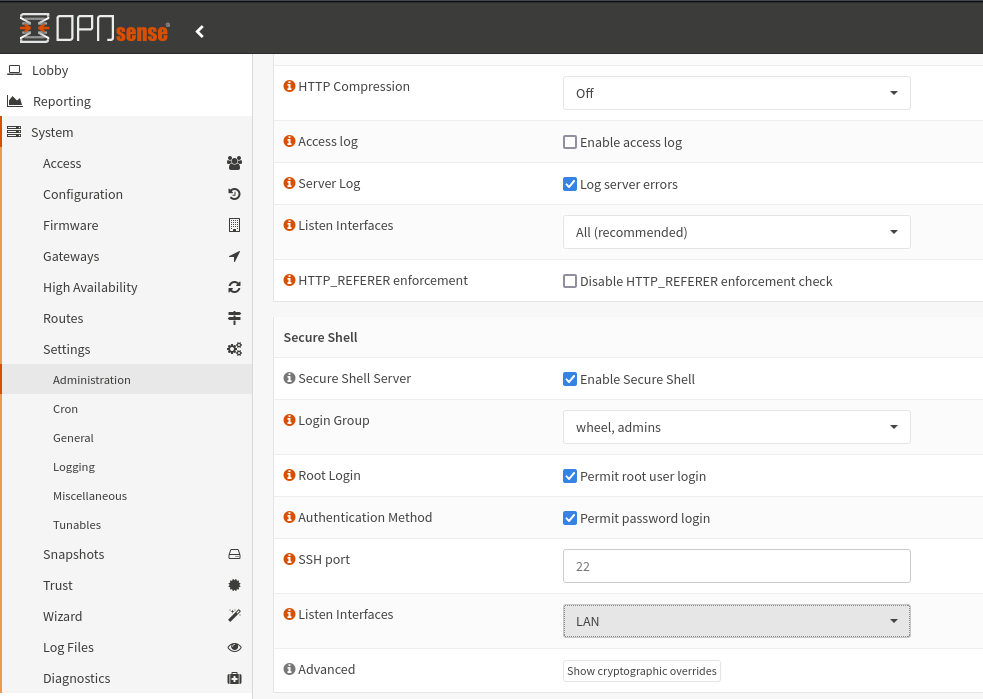 OPNsense®
Lobby
Reporting
System
Access
Configuration
Firmware
Gateways
High Availability
Routes
Settings
Administration
Cron
General
Logging
Miscellaneous
Tunables
Snapshots
Trust
Wizard
Log Files
Diagnostics
HTTP Compression
Off
Access log
Enable access log
Server Log
Log server errors
Listen Interfaces
All (recommended)
HTTP_REFERER enforcement
Disable HTTP_REFERER enforcement check
Secure Shell
Secure Shell Server
Enable Secure Shell
Login Group
wheel, admins
Root Login
Permit root user login
Authentication Method
Permit password login
SSH port
22
Listen Interfaces
LAN
Advanced
Show cryptographic overrides